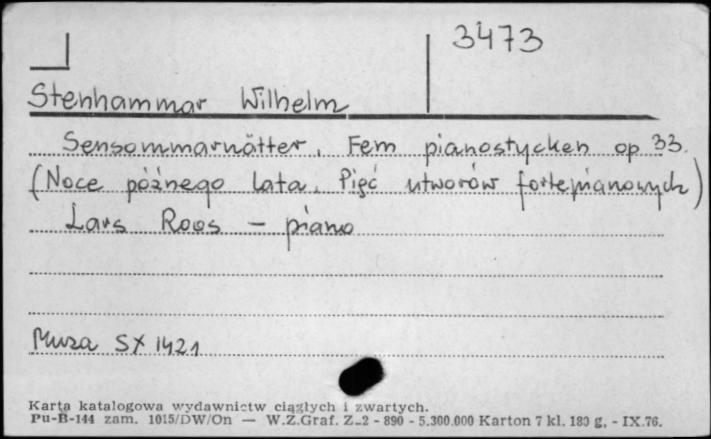 3473
Stenhammar Wilhelm
Sensommarnätter. Fem pianostycken op 33.
(Noce późnego lata. Pięć utworów fortepianowych)
Lars Roos - piano
Muza SX 1421
Karta katalogowa wydawnictw ciągłych i zwartych.
Pu-B-144 zam. 1015/DW/On — W.Z.Graf. Z-2 - 890 - 5.300.000 Karton 7 kl. 180 g, - IX.76.